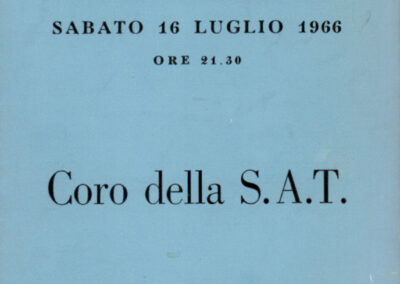 SABATO 16 LUGLIO 1966
ORE 21.30
Coro della S.A.T.